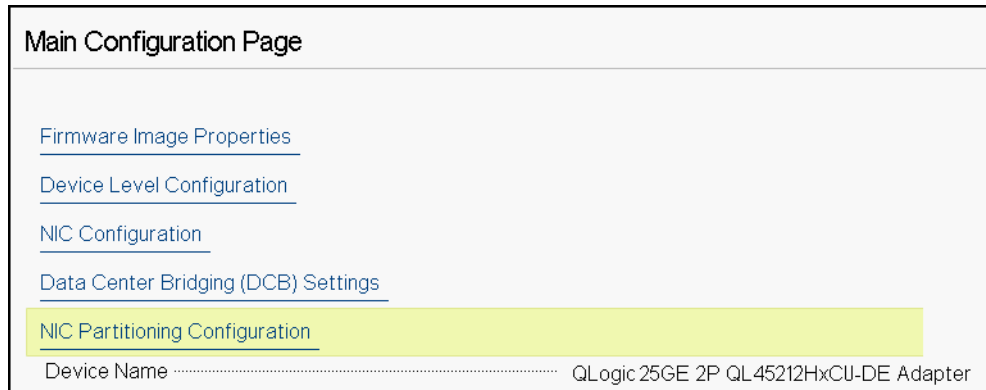 Main Configuration Page
Firmware Image Properties
Device Level Configuration
NIC Configuration
Data Center Bridging (DCB) Settings
NIC Partitioning Configuration
Device Name QLogic 25GE 2P QL45212HxCU-DE Adapter